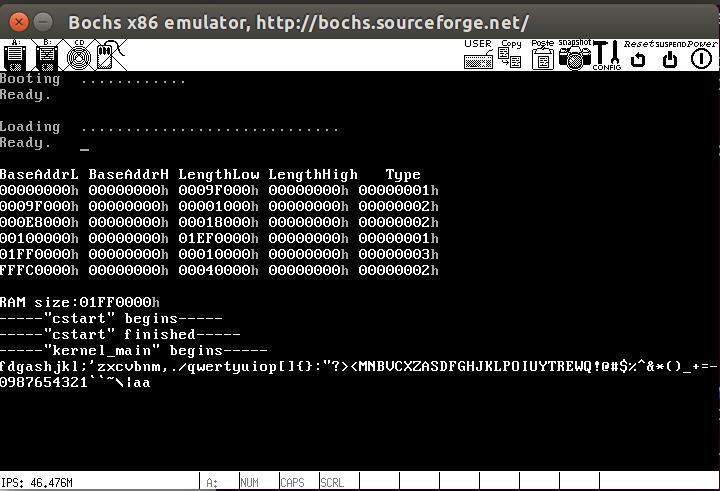 Bochs x86 emulator, http://bochs.sourceforge.net/
A: B: CD USER Copy Paste snapshot CONFIG Reset SUSPEND Power
Booting ............
Ready.
Loading .............................
Ready. _
BaseAddrL BaseAddrH LengthLow LengthHigh Type
00000000h 00000000h 0009F000h 00000000h 00000001h
0009F000h 00000000h 00001000h 00000000h 00000002h
000E8000h 00000000h 00018000h 00000000h 00000002h
00100000h 00000000h 01EF0000h 00000000h 00000001h
01FF0000h 00000000h 00010000h 00000000h 00000003h
FFFC0000h 00000000h 00040000h 00000000h 00000002h
RAM size:01FF0000h
-----"cstart" begins-----
-----"cstart" finished-----
-----"kernel_main" begins-----
fdgashjkl;'zxcvbnm,./qwertyuiop[]{}:"?><MNBVCXZASDFGHJKLPOIUYTREWQ!@#$%^&*()_+=-
0987654321``~\|aa
IPS: 46.476M A: NUM CAPS SCRL